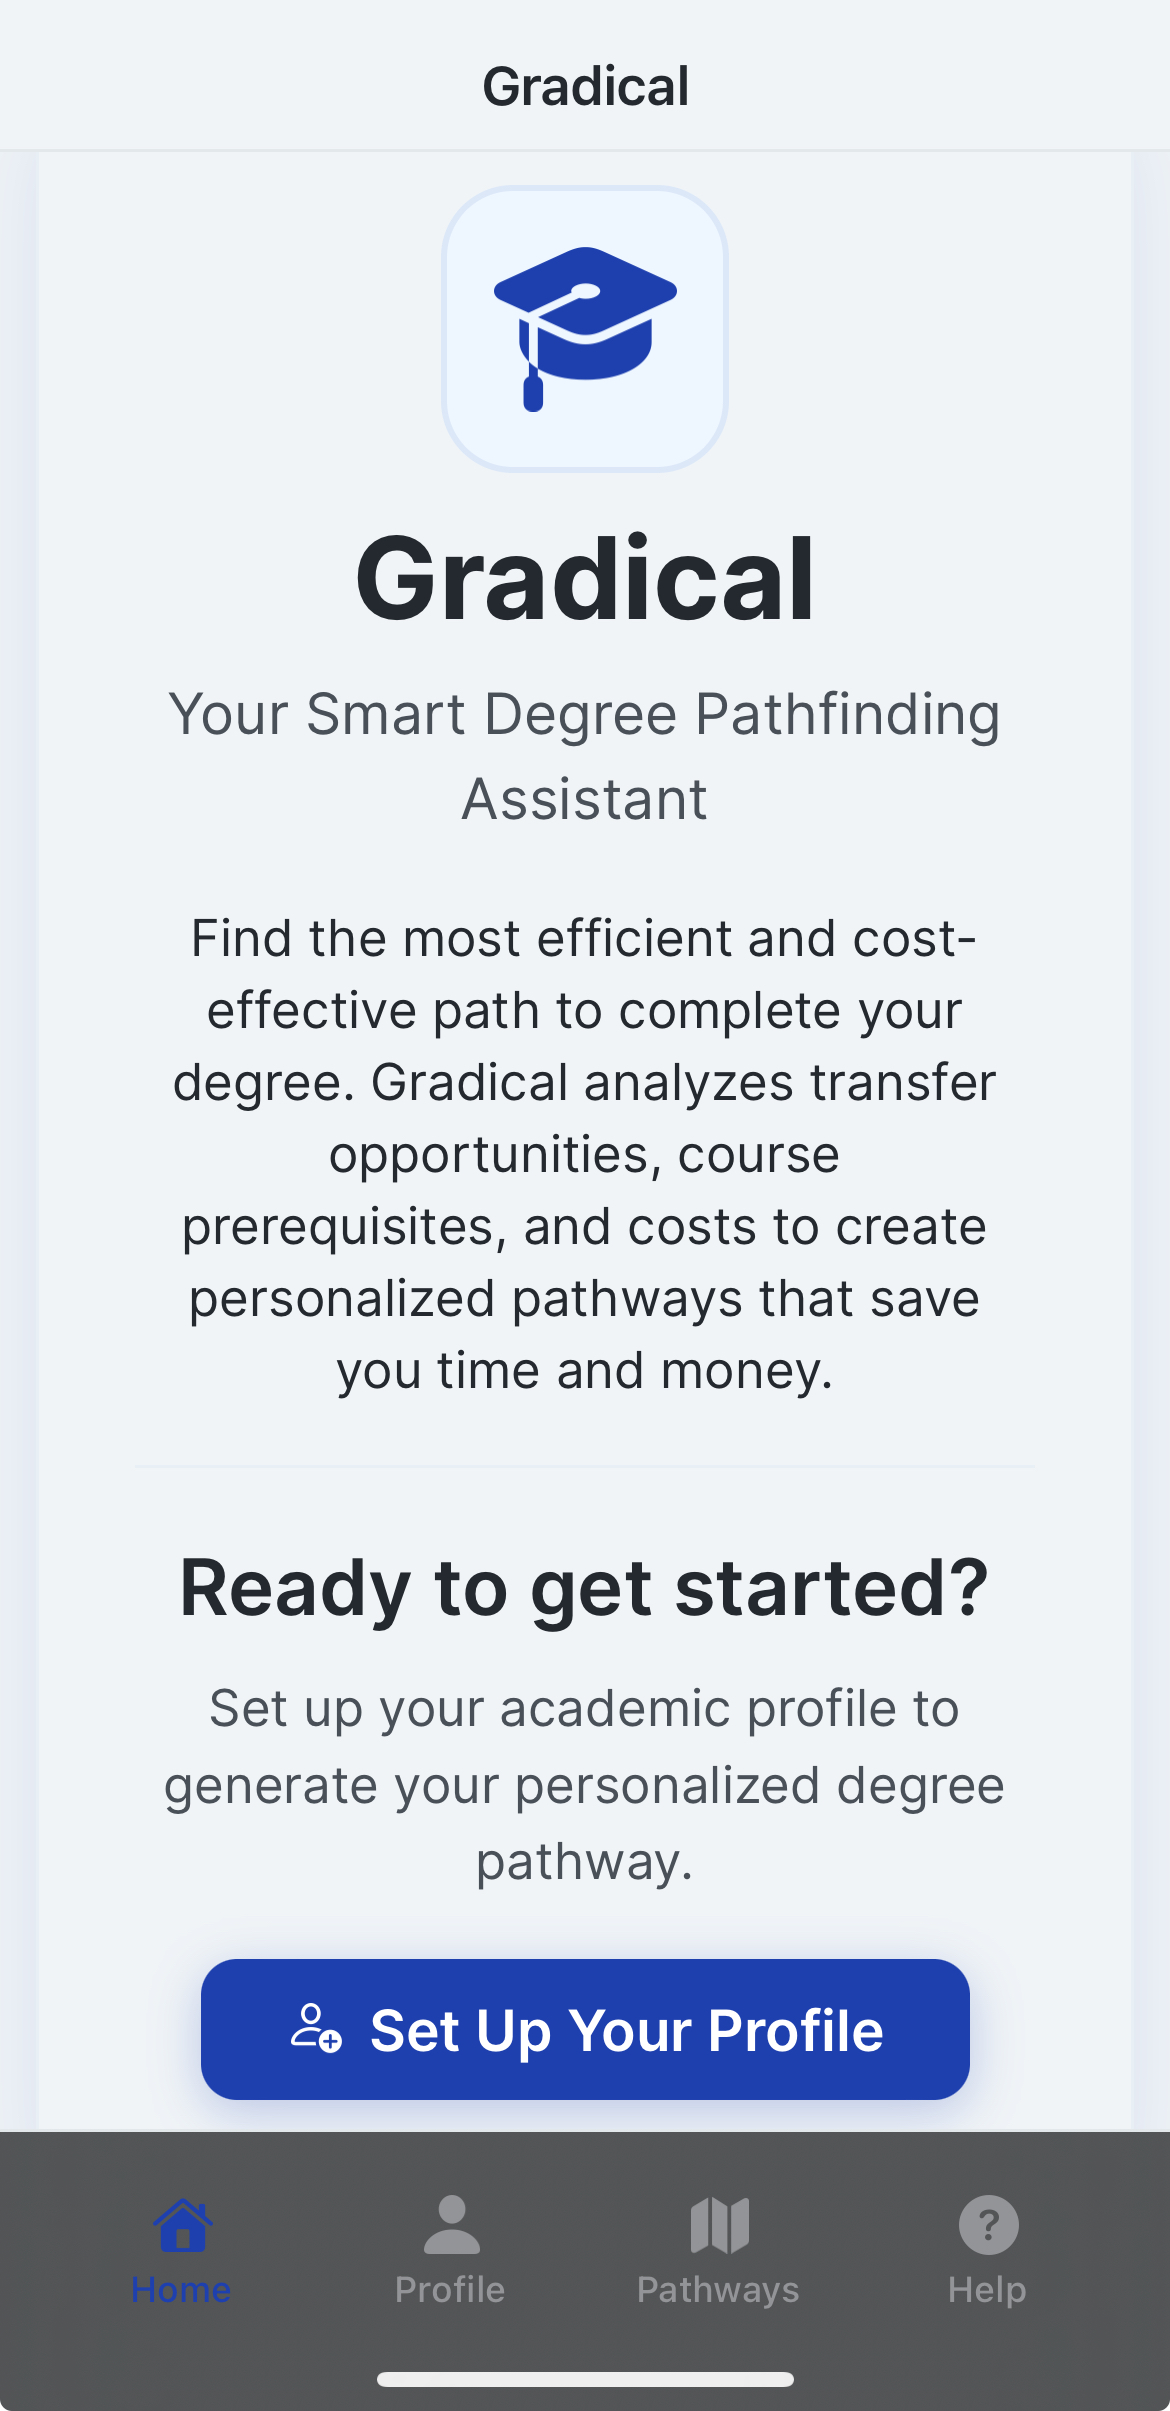 Gradical
Gradical
Your Smart Degree Pathfinding
Assistant
Find the most efficient and cost-
effective path to complete your
degree. Gradical analyzes transfer
opportunities, course
prerequisites, and costs to create
personalized pathways that save
you time and money.
Ready to get started?
Set up your academic profile to
generate your personalized degree
pathway.
Set Up Your Profile
Home
Profile
Pathways
Help